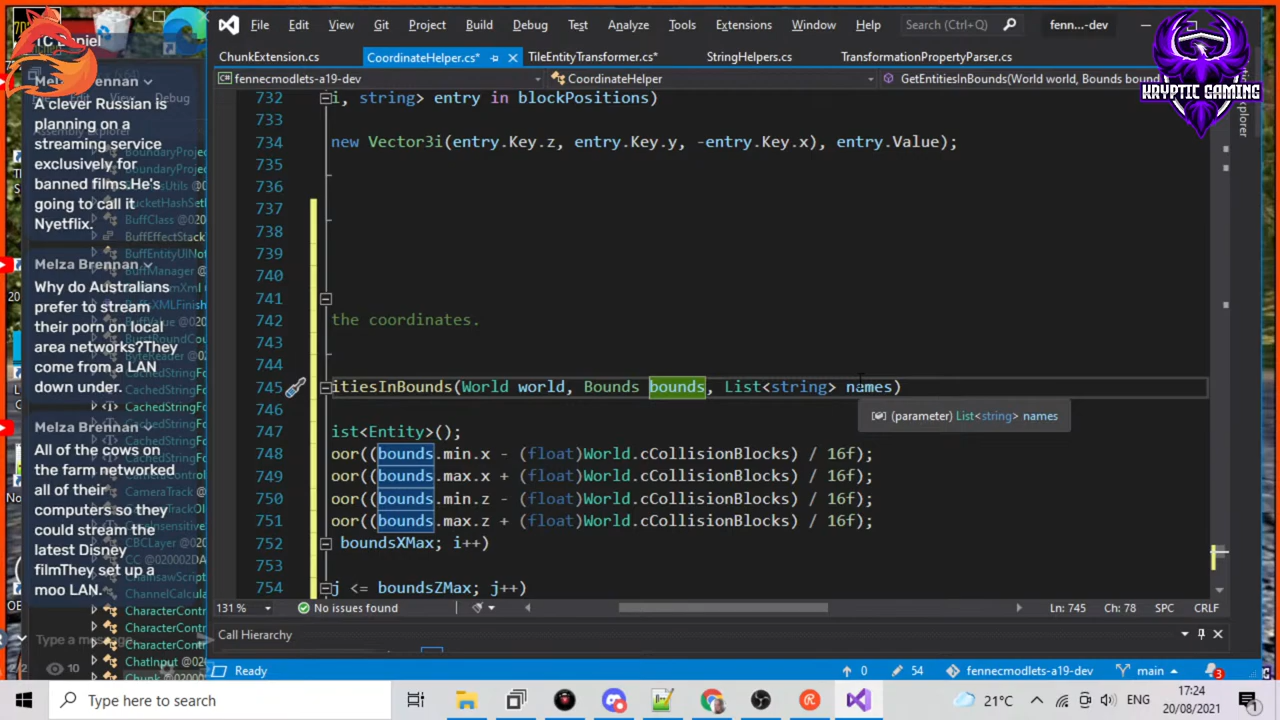 File Edit View Git Project Build Debug Test Analyze Tools Extensions Window Help Search (Ctrl+Q) fenn...-dev
ChunkExtension.cs CoordinateHelper.cs* TileEntityTransformer.cs* StringHelpers.cs TransformationPropertyParser.cs
fennecmodlets-a19-dev CoordinateHelper GetEntitiesInBounds(World world, Bounds bound
KRYPTIC GAMING
Melza Brennan
A clever Russian is
planning on a
streaming service
exclusively for
banned films.He's
going to call it
Nyetflix.
Melza Brennan
Why do Australians
prefer to stream
their porn on local
area networks?They
come from a LAN
down under.
Melza Brennan
All of the cows on
the farm networked
all of their
computers so they
could stream the
latest Disney
filmThey set up a
moo LAN.
Type a message...
10
732 i, string> entry in blockPositions)
733
734 new Vector3i(entry.Key.z, entry.Key.y, -entry.Key.x), entry.Value);
735
736
737
738
739
740
741
742 the coordinates.
743
744
745 itiesInBounds(World world, Bounds bounds, List<string> names)
(parameter) List<string> names
746
747 ist<Entity>();
748 oor((bounds.min.x - (float)World.cCollisionBlocks) / 16f);
749 oor((bounds.max.x + (float)World.cCollisionBlocks) / 16f);
750 oor((bounds.min.z - (float)World.cCollisionBlocks) / 16f);
751 oor((bounds.max.z + (float)World.cCollisionBlocks) / 16f);
752 boundsXMax; i++)
753
754 j <= boundsZMax; j++)
CharacterContr
CharacterContr
CharacterContr
ChatInput @02
131 % No issues found Ln: 745 Ch: 78 SPC CRLF
Call Hierarchy
Ready 0 54 fennecmodlets-a19-dev main 3
Type here to search 21°C ENG 17:24
20/08/2021